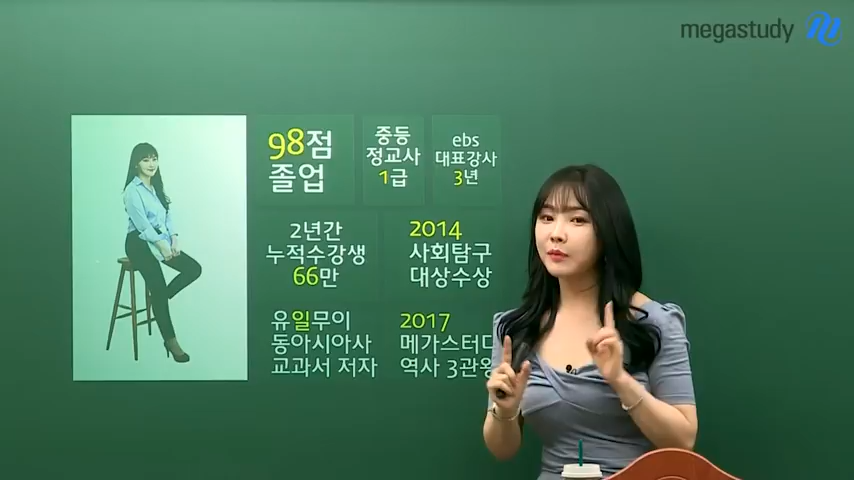 megastudy
98점
졸업
중등
정교사
1급
ebs
대표강사
3년
2년간
누적수강생
66만
2014
사회탐구
대상수상
유일무이
동아시아사
교과서 저자
2017
메가스터디
역사 3관왕